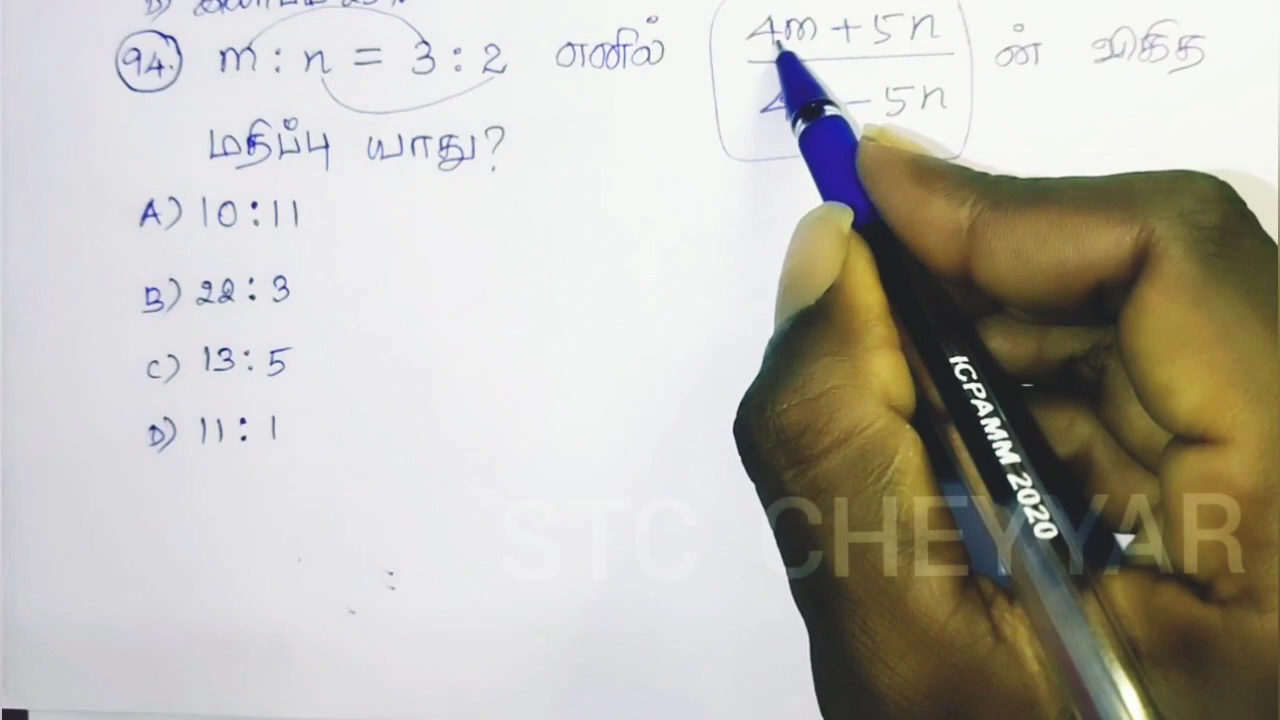 94. m : n = 3 : 2 எனில் 4m + 5n ன் விகித
- 5n
மதிப்பு யாது?
A) 10 : 11
B) 22 : 3
C) 13 : 5
D) 11 : 1
ICPAMM 2020
STC CHEYYAR